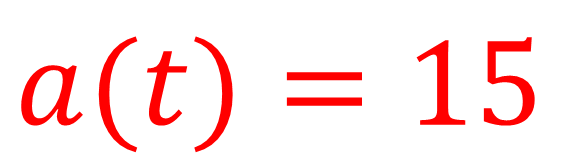 a(t) = 15